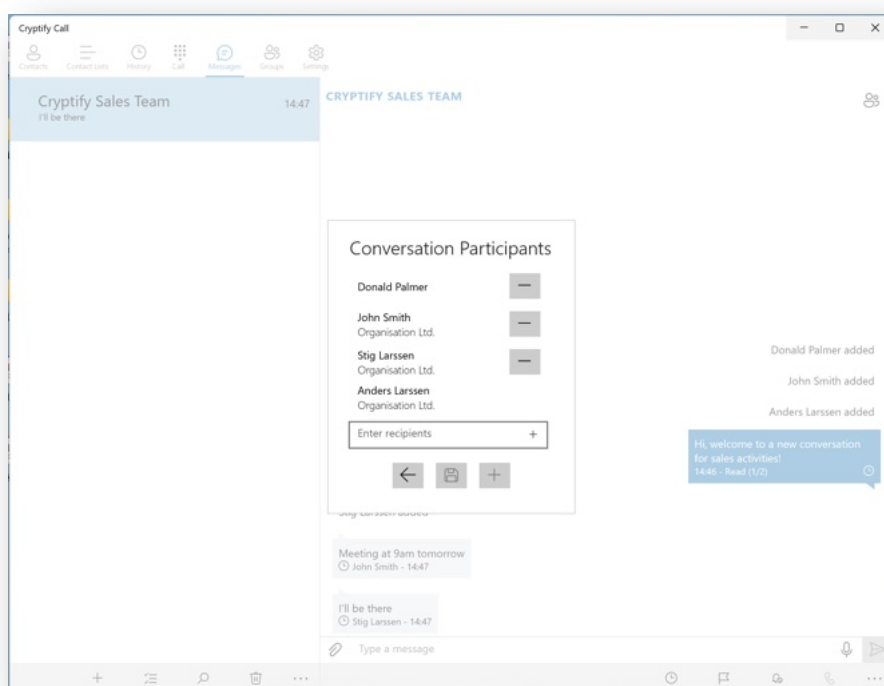 Cryptify Call
Contacts
Contact Lists
History
Call
Messages
Groups
Settings
Cryptify Sales Team
14:47
I'll be there
CRYPTIFY SALES TEAM
Conversation Participants
Donald Palmer
John Smith
Organisation Ltd.
Stig Larssen
Organisation Ltd.
Anders Larssen
Organisation Ltd.
Enter recipients
Donald Palmer added
John Smith added
Anders Larssen added
Hi, welcome to a new conversation
for sales activities!
14:46 - Read (1/2)
Stig Larssen added
Meeting at 9am tomorrow
John Smith - 14:47
I'll be there
Stig Larssen - 14:47
Type a message